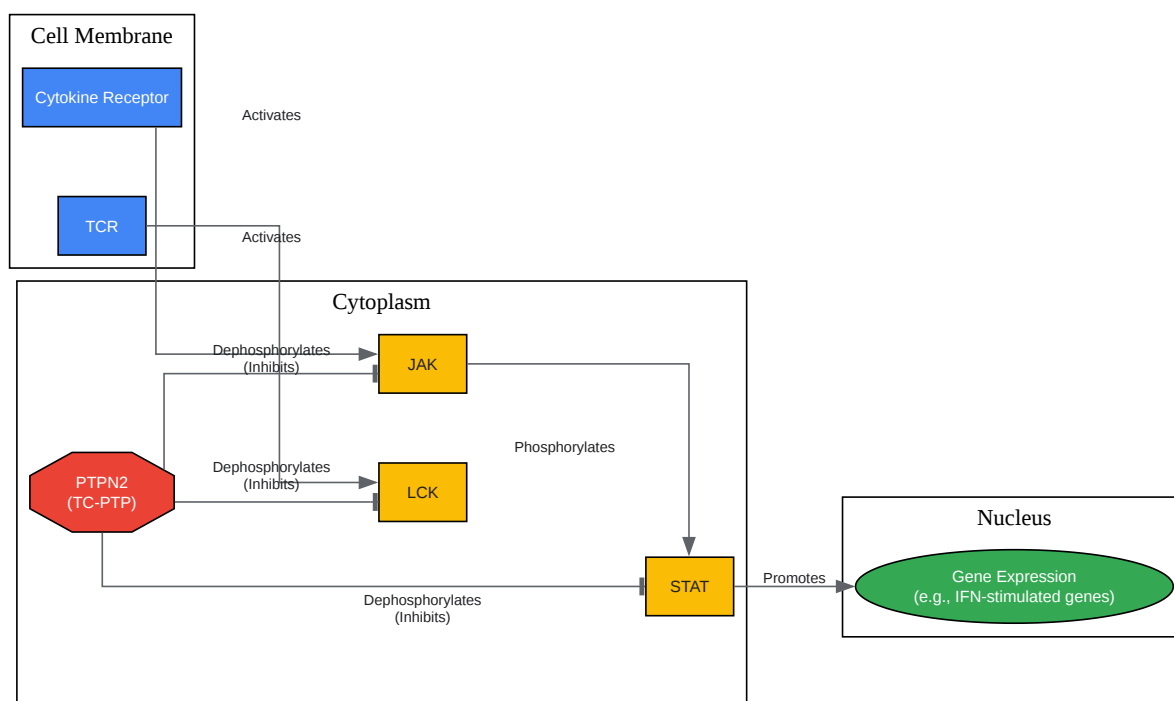 Cell Membrane
Cytokine Receptor
Activates
TCR
Activates
Cytoplasm
Dephosphorylates
(Inhibits)
JAK
Phosphorylates
Dephosphorylates
(Inhibits)
PTPN2
(TC-PTP)
LCK
Nucleus
STAT
Promotes
Gene Expression
(e.g., IFN-stimulated genes)
Dephosphorylates
(Inhibits)